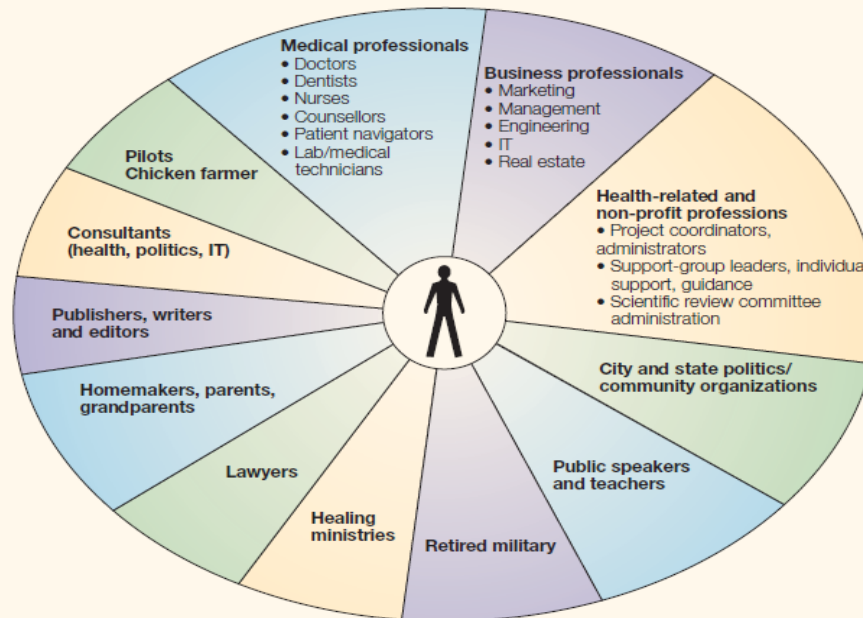 Medical professionals
• Doctors
• Dentists
• Nurses
• Counsellors
• Patient navigators
• Lab/medical
technicians
Business professionals
• Marketing
• Management
• Engineering
• IT
• Real estate
Health-related and
non-profit professions
• Project coordinators,
administrators
• Support-group leaders, individual
support, guidance
• Scientific review committee
administration
City and state politics/
community organizations
Public speakers
and teachers
Retired military
Healing
ministries
Lawyers
Homemakers, parents,
grandparents
Publishers, writers
and editors
Consultants
(health, politics, IT)
Pilots
Chicken farmer